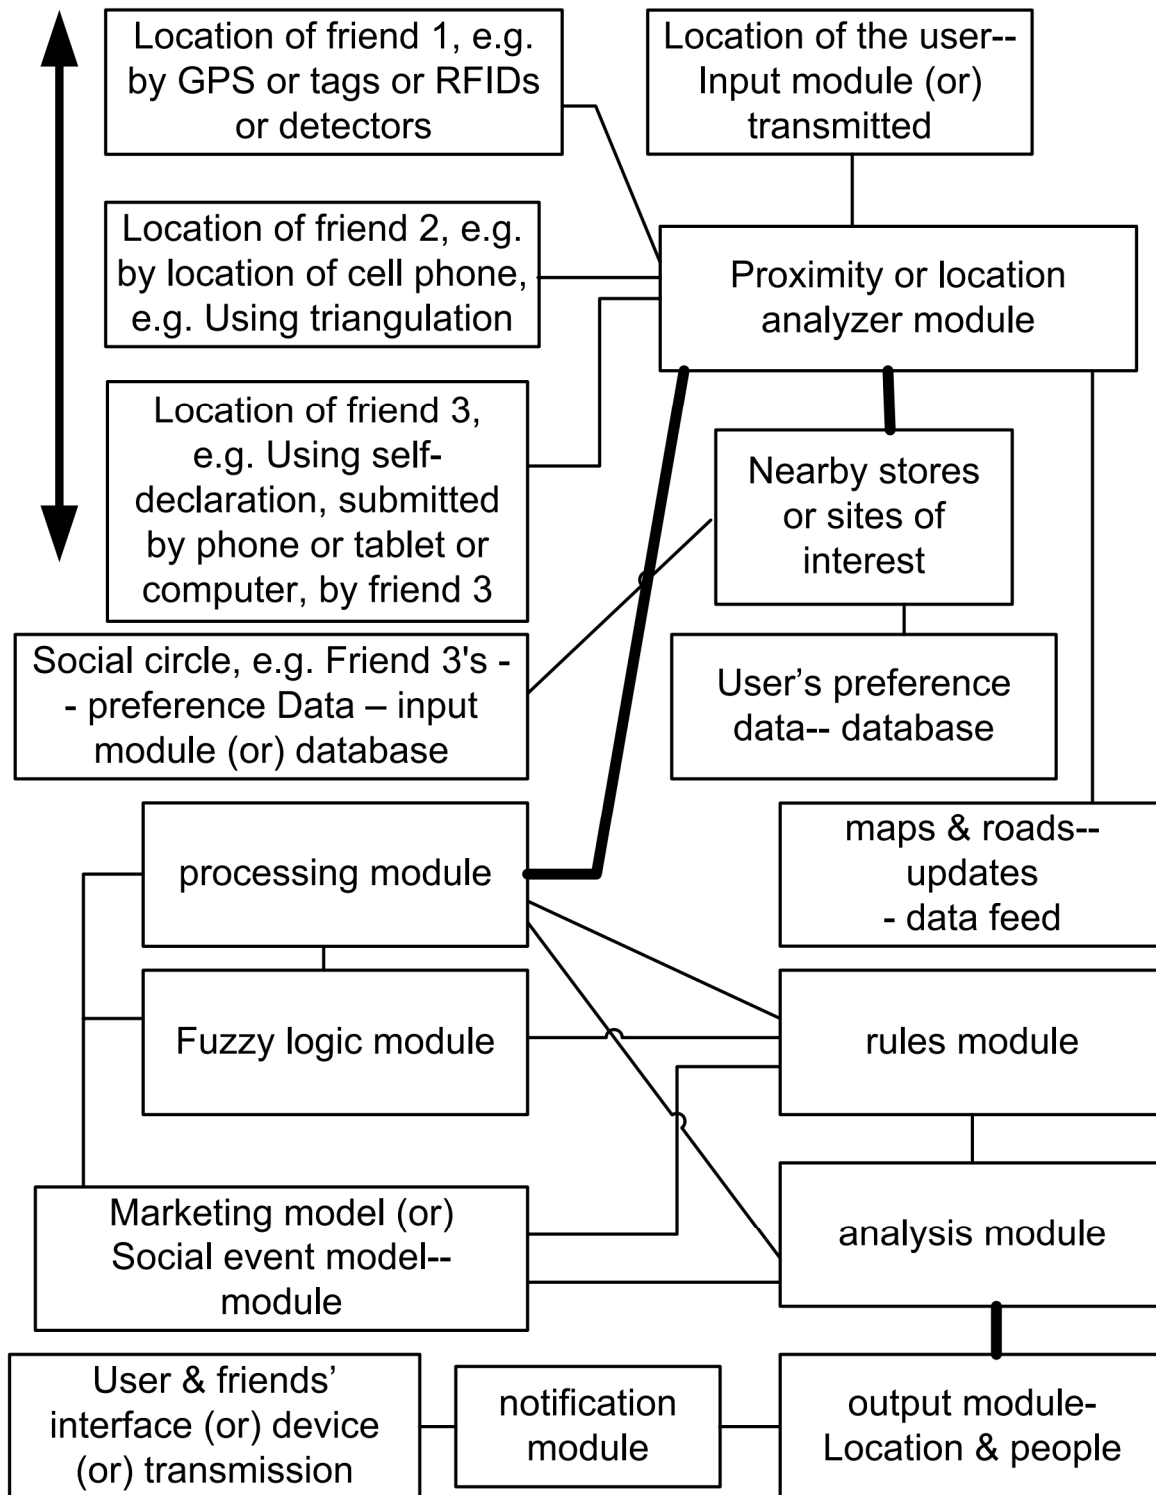 Location of friend 1, e.g.
by GPS or tags or RFIDs
or detectors
Location of the user--
Input module (or)
transmitted
Location of friend 2, e.g.
by location of cell phone,
e.g. Using triangulation
Proximity or location
analyzer module
Location of friend 3,
e.g. Using self-
declaration, submitted
by phone or tablet or
computer, by friend 3
Nearby stores
or sites of
interest
Social circle, e.g. Friend 3's -
- preference Data – input
module (or) database
User’s preference
data-- database
processing module
maps & roads--
updates
- data feed
Fuzzy logic module
rules module
Marketing model (or)
Social event model--
module
analysis module
User & friends’
interface (or) device
(or) transmission
notification
module
output module-
Location & people